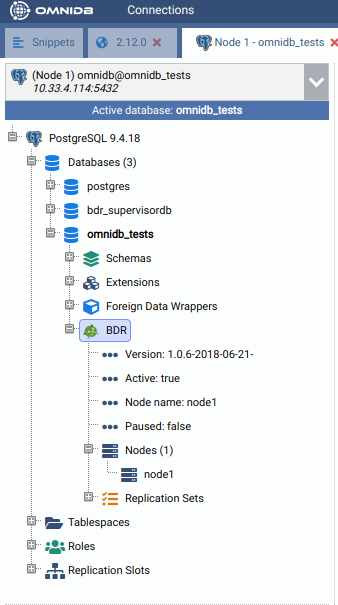 OMNIDB Connections
Snippets 2.12.0 Node 1 - omnidb_tests
(Node 1) omnidb@omnidb_tests
10.33.4.114:5432
Active database: omnidb_tests
PostgreSQL 9.4.18
Databases (3)
postgres
bdr_supervisordb
omnidb_tests
Schemas
Extensions
Foreign Data Wrappers
BDR
Version: 1.0.6-2018-06-21-
Active: true
Node name: node1
Paused: false
Nodes (1)
node1
Replication Sets
Tablespaces
Roles
Replication Slots